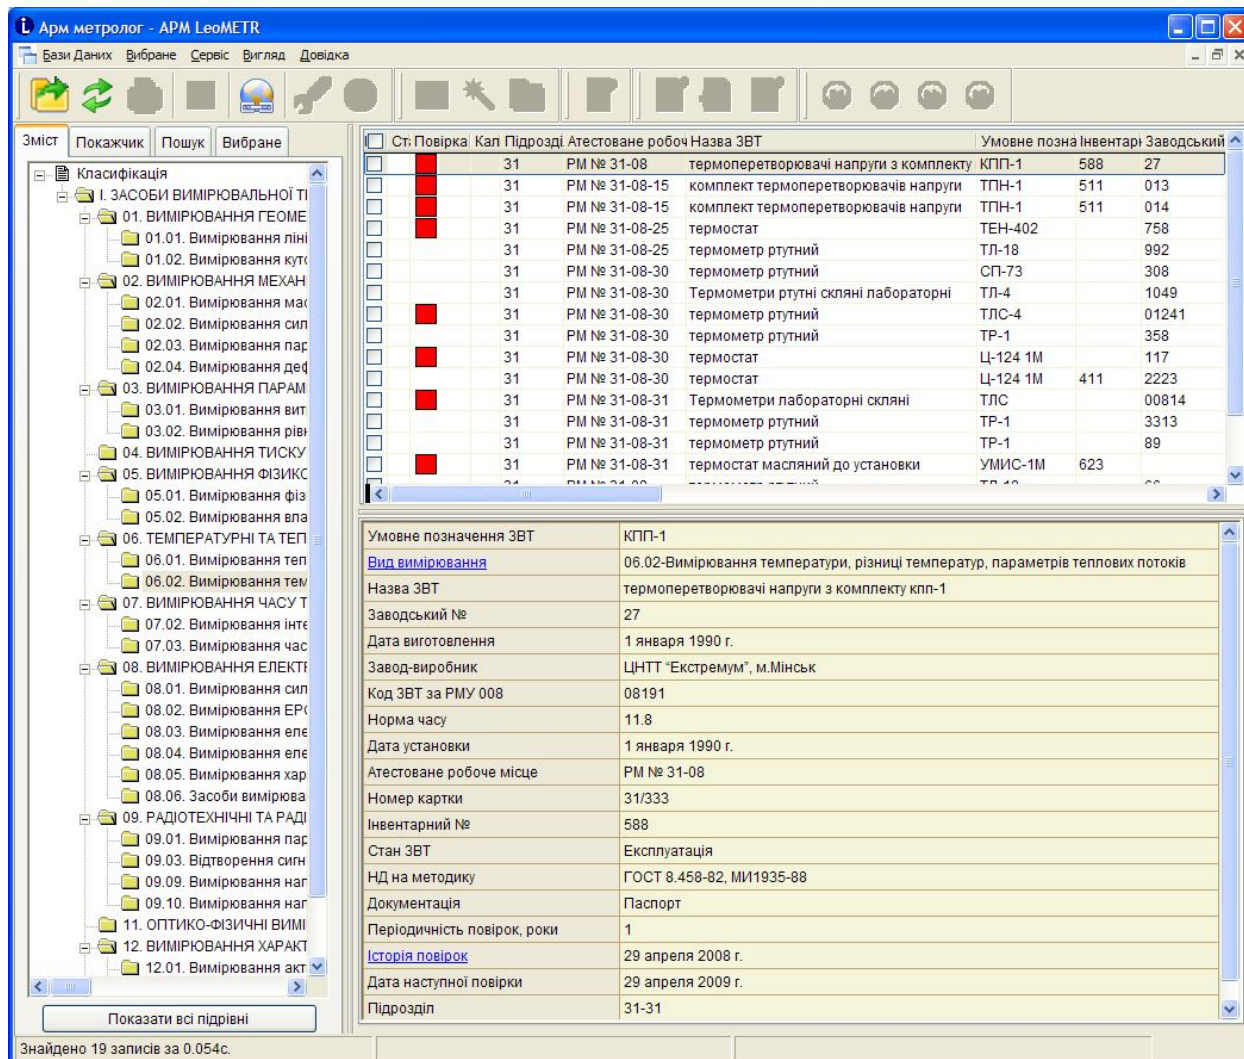 Арм метролог - АРМ LeoMETR
Бази Даних Вибране Сервіс Вигляд Довідка
Зміст Покажчик Пошук Вибране
Класифікація
I. ЗАСОБИ ВИМІРЮВАЛЬНОЇ ТІ
01. ВИМІРЮВАННЯ ГЕОМЕ
01.01. Вимірювання ліні
01.02. Вимірювання куто
02. ВИМІРЮВАННЯ МЕХАН
02.01. Вимірювання мас
02.02. Вимірювання сил
02.03. Вимірювання пар
02.04. Вимірювання деф
03. ВИМІРЮВАННЯ ПАРАМ
03.01. Вимірювання вит
03.02. Вимірювання рівн
04. ВИМІРЮВАННЯ ТИСКУ
05. ВИМІРЮВАННЯ ФІЗИКО
05.01. Вимірювання фіз
05.02. Вимірювання вла
06. ТЕМПЕРАТУРНІ ТА ТЕП
06.01. Вимірювання теп
06.02. Вимірювання тем
07. ВИМІРЮВАННЯ ЧАСУ Т
07.02. Вимірювання інте
07.03. Вимірювання час
08. ВИМІРЮВАННЯ ЕЛЕКТР
08.01. Вимірювання сил
08.02. Вимірювання ЕРС
08.03. Вимірювання еле
08.04. Вимірювання еле
08.05. Вимірювання хар
08.06. Засоби вимірюва
09. РАДІОТЕХНІЧНІ ТА РАДІ
09.01. Вимірювання пар
09.03. Відтворення сигн
09.09. Вимірювання нап
09.10. Вимірювання нап
11. ОПТИКО-ФІЗИЧНІ ВИМІ
12. ВИМІРЮВАННЯ ХАРАКТ
12.01. Вимірювання акт
Показати всі підрівні
Ст Повірка Кал Підрозді Атестоване робоч Назва ЗВТ Умовне позна Інвентарн Заводський
31 РМ № 31-08 термоперетворювачі напруги з комплекту КПП-1 588 27
31 РМ № 31-08-15 комплект термоперетворювачів напруги ТПН-1 511 013
31 РМ № 31-08-15 комплект термоперетворювачів напруги ТПН-1 511 014
31 РМ № 31-08-25 термостат ТЕН-402 758
31 РМ № 31-08-25 термометр ртутний ТЛ-18 992
31 РМ № 31-08-30 термометр ртутний СП-73 308
31 РМ № 31-08-30 Термометри ртутні скляні лабораторні ТЛ-4 1049
31 РМ № 31-08-30 термометр ртутний ТЛС-4 01241
31 РМ № 31-08-30 термометр ртутний ТР-1 358
31 РМ № 31-08-30 термостат Ц-124 1М 117
31 РМ № 31-08-30 термостат Ц-124 1М 411 2223
31 РМ № 31-08-31 Термометри лабораторні скляні ТЛС 00814
31 РМ № 31-08-31 термометр ртутний ТР-1 3313
31 РМ № 31-08-31 термометр ртутний ТР-1 89
31 РМ № 31-08-31 термостат масляний до установки УМИС-1М 623
Умовне позначення ЗВТ КПП-1
Вид вимірювання 06.02-Вимірювання температури, різниці температур, параметрів теплових потоків
Назва ЗВТ термоперетворювачі напруги з комплекту кпп-1
Заводський № 27
Дата виготовлення 1 января 1990 г.
Завод-виробник ЦНТТ "Екстремум", м.Мінськ
Код ЗВТ за РМУ 008 08191
Норма часу 11.8
Дата установки 1 января 1990 г.
Атестоване робоче місце РМ № 31-08
Номер картки 31/333
Інвентарний № 588
Стан ЗВТ Експлуатація
НД на методику ГОСТ 8.458-82, МИ1935-88
Документація Паспорт
Періодичність повірок, роки 1
Історія повірок 29 апреля 2008 г.
Дата наступної повірки 29 апреля 2009 г.
Підрозділ 31-31
Знайдено 19 записів за 0.054с.